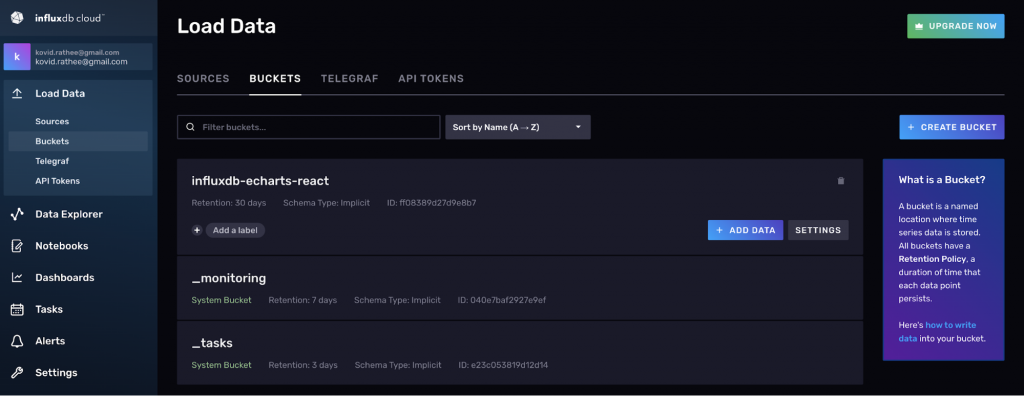 influxdb cloud™
k
kovid.rathee@gmail.com
kovid.rathee@gmail.com
Load Data
Sources
Buckets
Telegraf
API Tokens
Data Explorer
Notebooks
Dashboards
Tasks
Alerts
Settings
Load Data
UPGRADE NOW
SOURCES BUCKETS TELEGRAF API TOKENS
Filter buckets...
Sort by Name (A → Z)
+ CREATE BUCKET
influxdb-echarts-react
Retention: 30 days Schema Type: Implicit ID: ff08389d27d9e8b7
+ Add a label
+ ADD DATA SETTINGS
_monitoring
System Bucket Retention: 7 days Schema Type: Implicit ID: 040e7baf2927e9ef
_tasks
System Bucket Retention: 3 days Schema Type: Implicit ID: e23c053819d12d14
What is a Bucket?
A bucket is a named
location where time
series data is stored.
All buckets have a
Retention Policy, a
duration of time that
each data point
persists.
Here's how to write
data into your bucket.